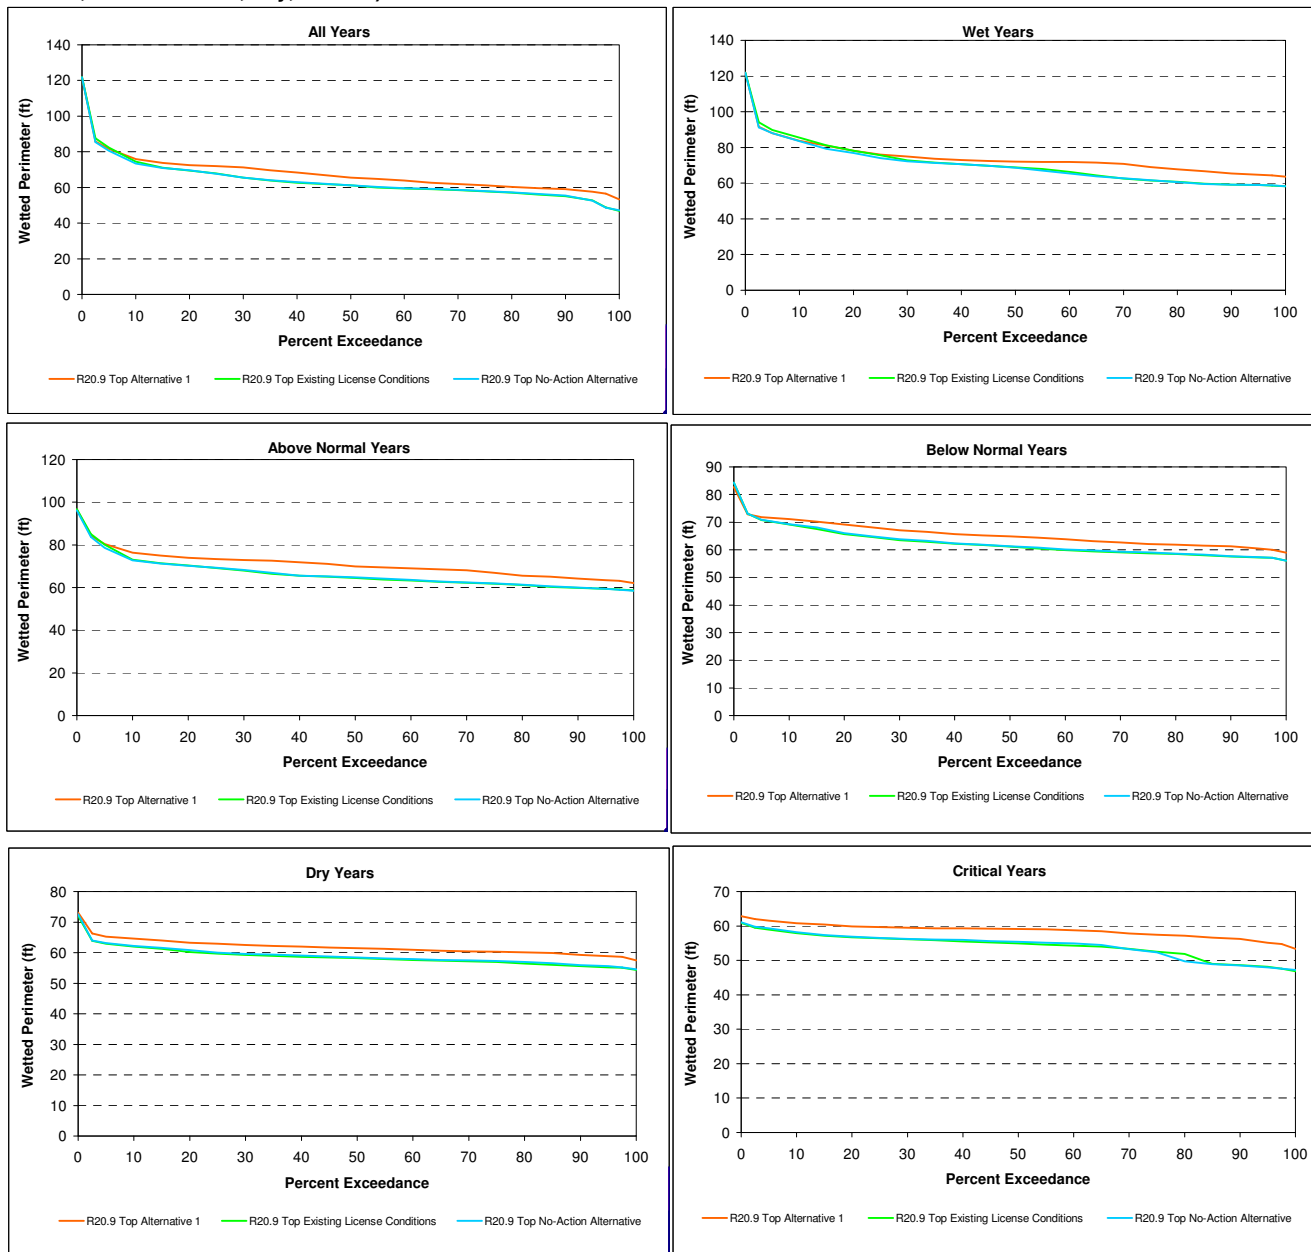 All Years
Wetted Perimeter (ft)
140
120
100
80
60
40
20
0
0 10 20 30 40 50 60 70 80 90 100
Percent Exceedance
R20.9 Top Alternative 1 R20.9 Top Existing License Conditions R20.9 Top No-Action Alternative
Wet Years
Wetted Perimeter (ft)
140
120
100
80
60
40
20
0
0 10 20 30 40 50 60 70 80 90 100
Percent Exceedance
R20.9 Top Alternative 1 R20.9 Top Existing License Conditions R20.9 Top No-Action Alternative
Above Normal Years
Wetted Perimeter (ft)
120
100
80
60
40
20
0
0 10 20 30 40 50 60 70 80 90 100
Percent Exceedance
R20.9 Top Alternative 1 R20.9 Top Existing License Conditions R20.9 Top No-Action Alternative
Below Normal Years
Wetted Perimeter (ft)
90
80
70
60
50
40
30
20
10
0
0 10 20 30 40 50 60 70 80 90 100
Percent Exceedance
R20.9 Top Alternative 1 R20.9 Top Existing License Conditions R20.9 Top No-Action Alternative
Dry Years
Wetted Perimeter (ft)
80
70
60
50
40
30
20
10
0
0 10 20 30 40 50 60 70 80 90 100
Percent Exceedance
R20.9 Top Alternative 1 R20.9 Top Existing License Conditions R20.9 Top No-Action Alternative
Critical Years
Wetted Perimeter (ft)
70
60
50
40
30
20
10
0
0 10 20 30 40 50 60 70 80 90 100
Percent Exceedance
R20.9 Top Alternative 1 R20.9 Top Existing License Conditions R20.9 Top No-Action Alternative